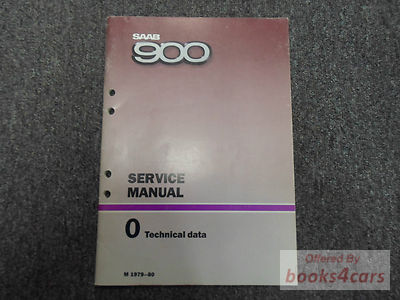 SAAB
900
SERVICE
MANUAL
0 Technical data
M 1979-80
Offered By
books4cars